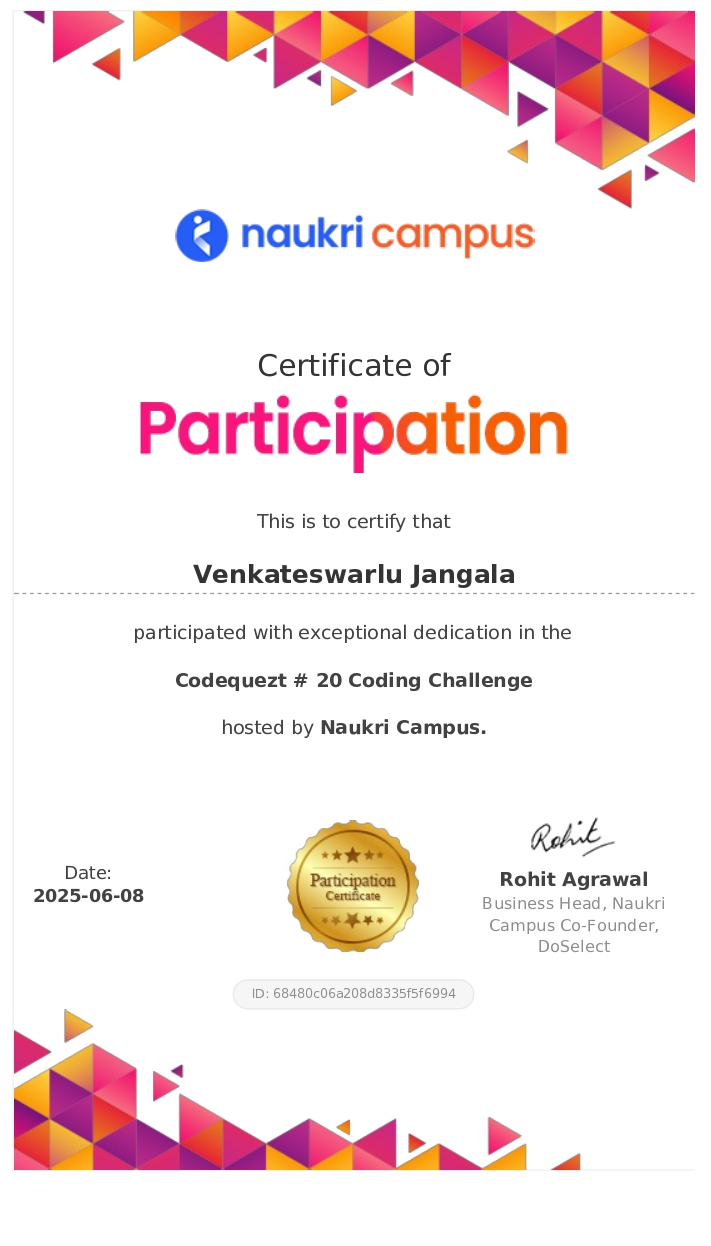 naukri campus
Certificate of
Participation
This is to certify that
Venkateswarlu Jangala
participated with exceptional dedication in the
Codequezt # 20 Coding Challenge
hosted by Naukri Campus.
Date:
2025-06-08
Participation
Certificate
Rohit
Rohit Agrawal
Business Head, Naukri
Campus Co-Founder,
DoSelect
ID: 68480c06a208d8335f5f6994